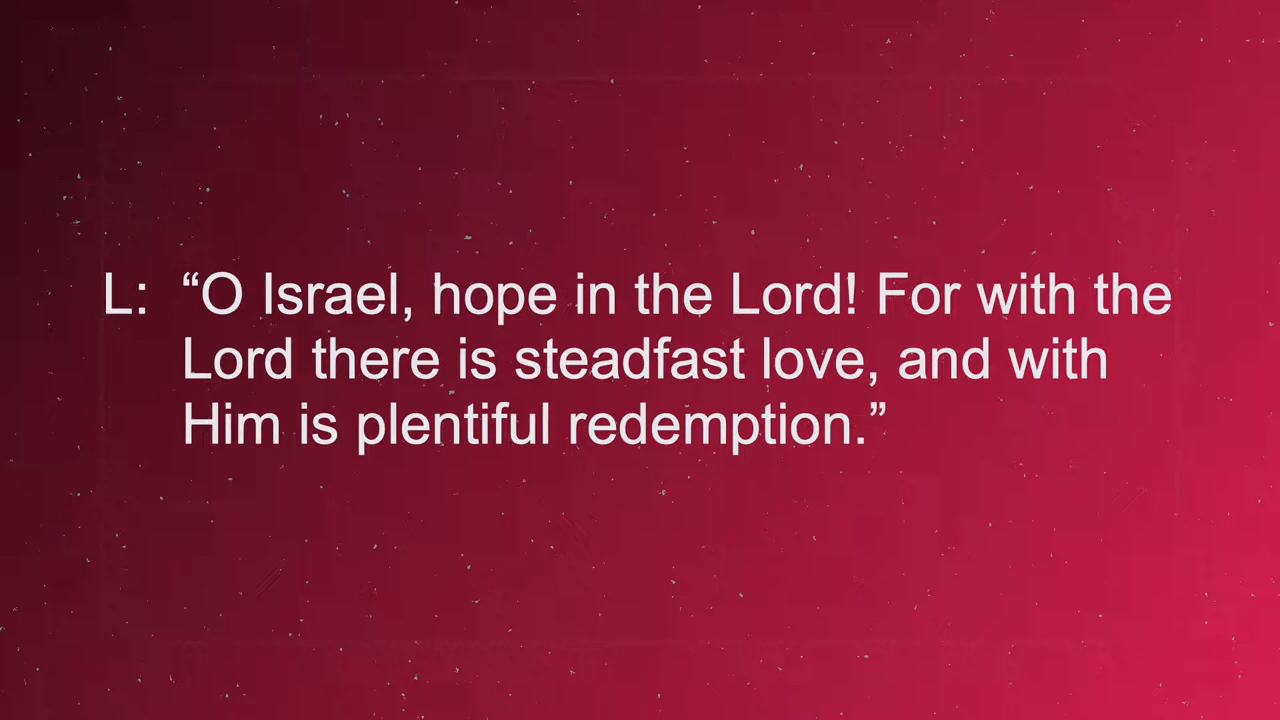 L: “O Israel, hope in the Lord! For with the
Lord there is steadfast love, and with
Him is plentiful redemption.”